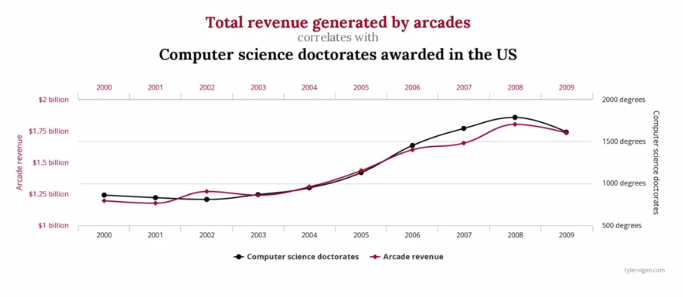 Total revenue generated by arcades
correlates with
Computer science doctorates awarded in the US
2000 2001 2002 2003 2004 2005 2006 2007 2008 2009
$2 billion
$1.75 billion
$1.5 billion
$1.25 billion
$1 billion
Arcade revenue
2000 degrees
1500 degrees
1000 degrees
500 degrees
Computer science doctorates
2000 2001 2002 2003 2004 2005 2006 2007 2008 2009
Computer science doctorates Arcade revenue
tylervigen.com